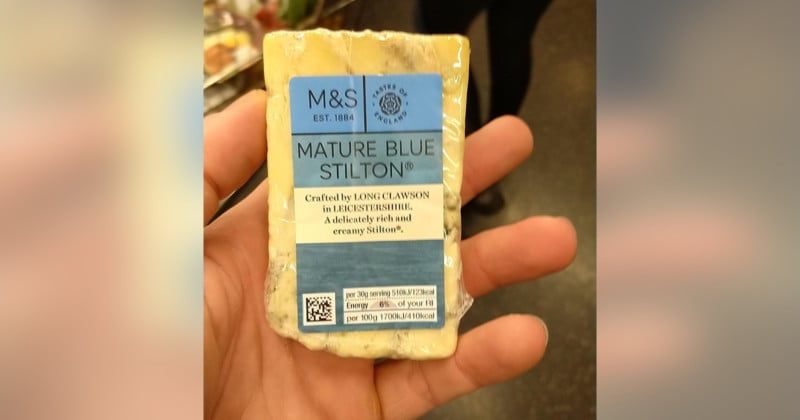 M&S
EST. 1884
TASTES OF
ENGLAND
MATURE BLUE
STILTON®
Crafted by LONG CLAWSON
in LEICESTERSHIRE.
A delicately rich and
creamy Stilton®.
per 30g serving 510kJ/123kcal
Energy 6% of your RI
per 100g 1700kJ/410kcal